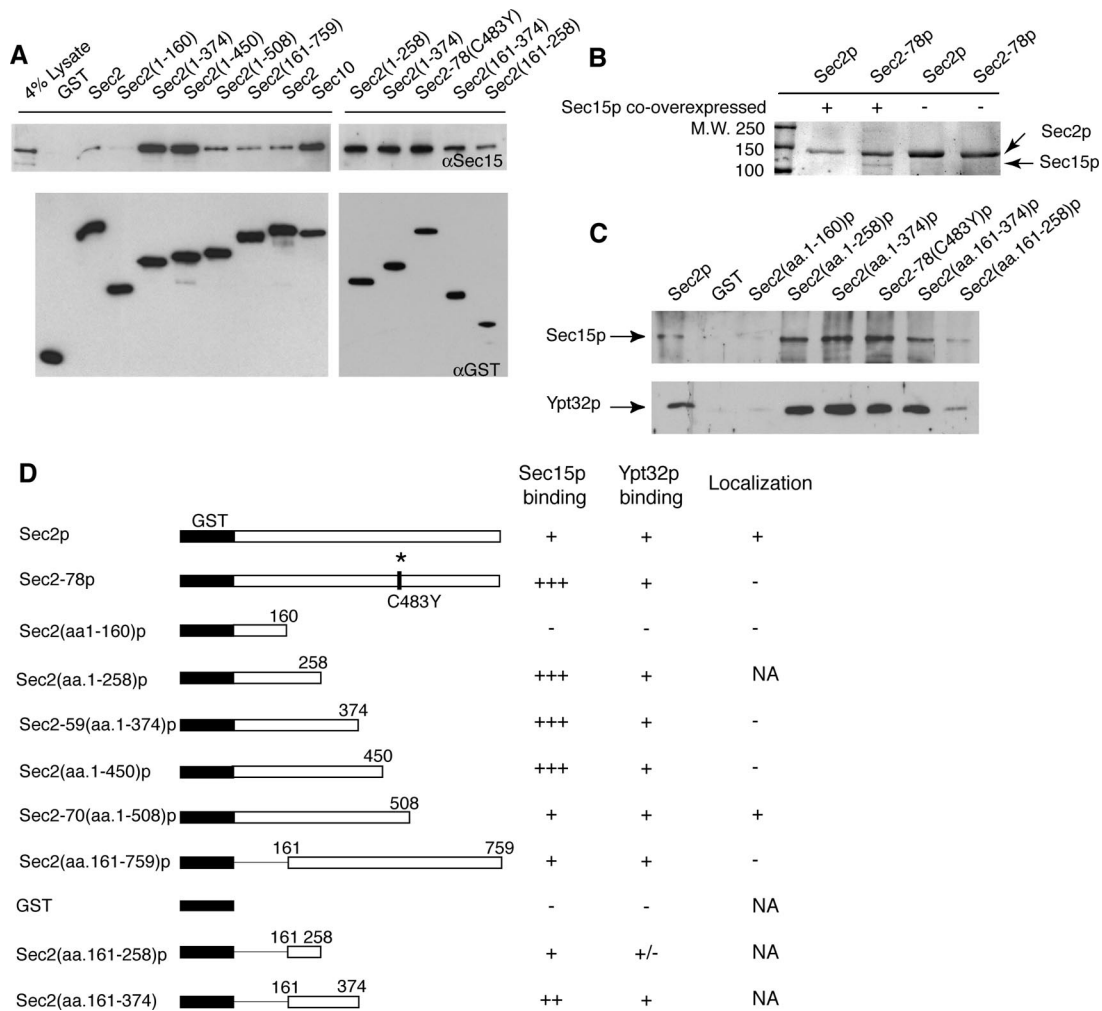 A
4% Lysate
GST
Sec2
Sec2(1-160)
Sec2(1-374)
Sec2(1-450)
Sec2(1-508)
Sec2(161-759)
Sec2
Sec10
Sec2(1-258)
Sec2(1-374)
Sec2-78(C483Y)
Sec2(161-374)
Sec2(161-258)
αSec15
αGST
B
Sec2p
Sec2-78p
Sec2p
Sec2-78p
Sec15p co-overexpressed + + - -
M.W. 250
150
100
Sec2p
Sec15p
C
Sec2p
GST
Sec2(aa.1-160)p
Sec2(aa.1-258)p
Sec2(aa.1-374)p
Sec2-78(C483Y)p
Sec2(aa.161-374)p
Sec2(aa.161-258)p
Sec15p
Ypt32p
D
Sec15p binding
Ypt32p binding
Localization
GST
Sec2p + + +
*
Sec2-78p +++ + -
C483Y
160
Sec2(aa1-160)p - - -
258
Sec2(aa.1-258)p +++ + NA
374
Sec2-59(aa.1-374)p +++ + -
450
Sec2(aa.1-450)p +++ + -
508
Sec2-70(aa.1-508)p + + +
161 759
Sec2(aa.161-759)p + + -
GST - - NA
161 258
Sec2(aa.161-258)p + +/- NA
161 374
Sec2(aa.161-374) ++ + NA